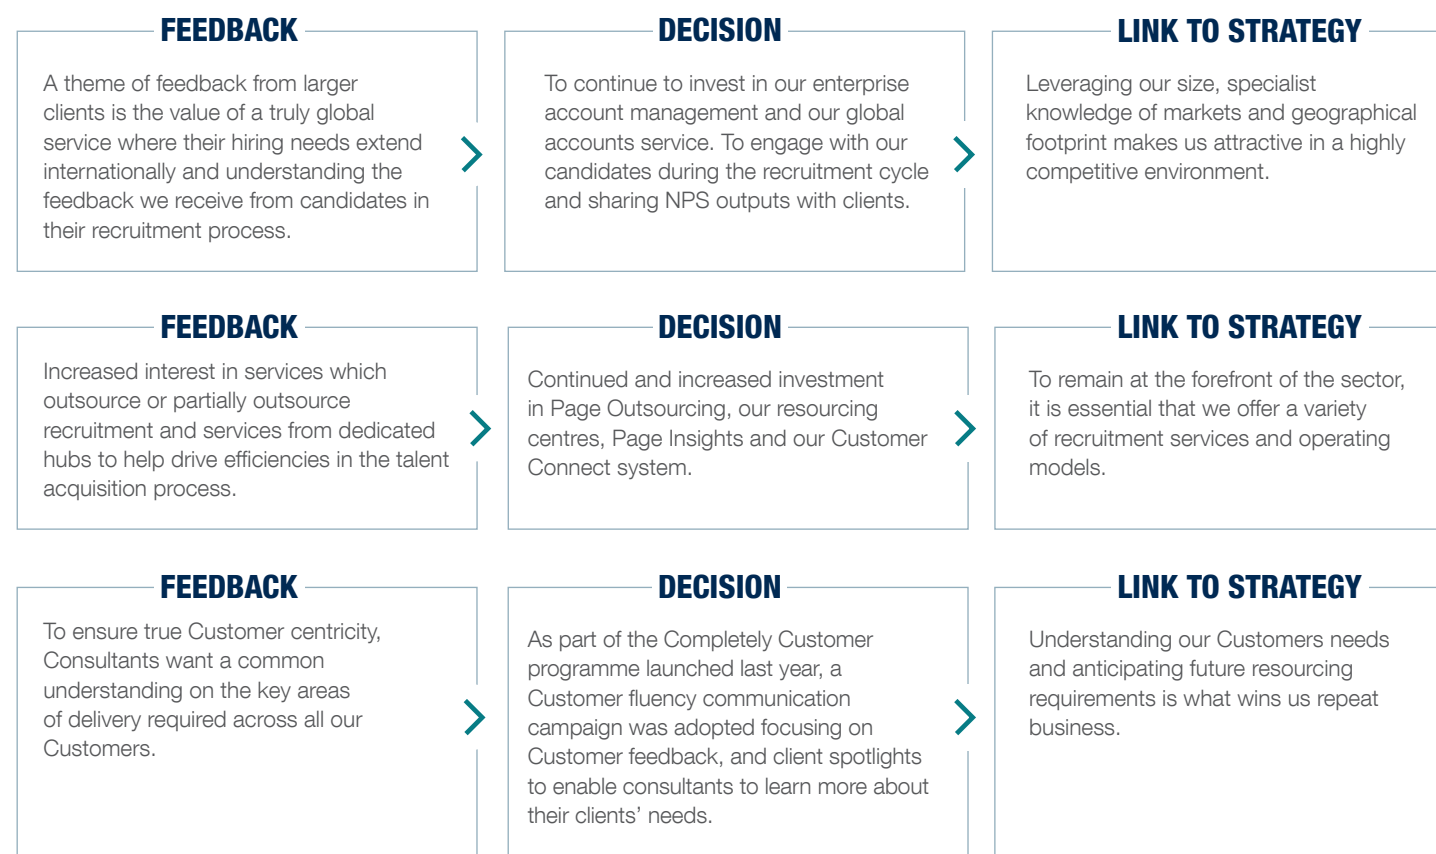 FEEDBACK
A theme of feedback from larger
clients is the value of a truly global
service where their hiring needs extend
internationally and understanding the
feedback we receive from candidates in
their recruitment process.
DECISION
To continue to invest in our enterprise
account management and our global
accounts service. To engage with our
candidates during the recruitment cycle
and sharing NPS outputs with clients.
LINK TO STRATEGY
Leveraging our size, specialist
knowledge of markets and geographical
footprint makes us attractive in a highly
competitive environment.
FEEDBACK
Increased interest in services which
outsource or partially outsource
recruitment and services from dedicated
hubs to help drive efficiencies in the talent
acquisition process.
DECISION
Continued and increased investment
in Page Outsourcing, our resourcing
centres, Page Insights and our Customer
Connect system.
LINK TO STRATEGY
To remain at the forefront of the sector,
it is essential that we offer a variety
of recruitment services and operating
models.
FEEDBACK
To ensure true Customer centricity,
Consultants want a common
understanding on the key areas
of delivery required across all our
Customers.
DECISION
As part of the Completely Customer
programme launched last year, a
Customer fluency communication
campaign was adopted focusing on
Customer feedback, and client spotlights
to enable consultants to learn more about
their clients’ needs.
LINK TO STRATEGY
Understanding our Customers needs
and anticipating future resourcing
requirements is what wins us repeat
business.